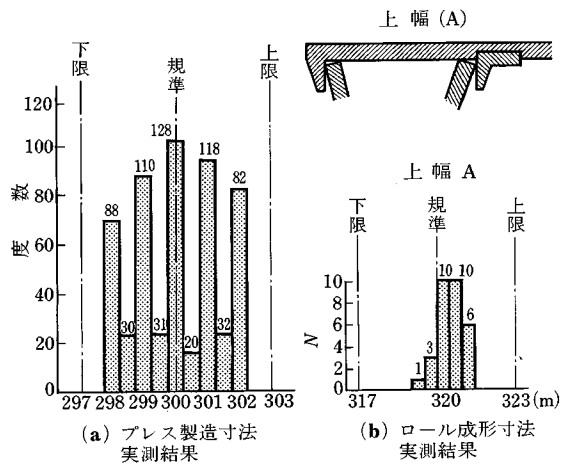 上 幅 (A)
下限
規準
上限
度数
120
100
80
60
40
20
0
88
30
110
31
128
20
118
32
82
297 298 299 300 301 302 303
(a) プレス製造寸法
実測結果
上 幅 A
下限
規準
上限
N
10
8
6
4
2
0
1
3
10
10
6
317 320 323 (m)
(b) ロール成形寸法
実測結果